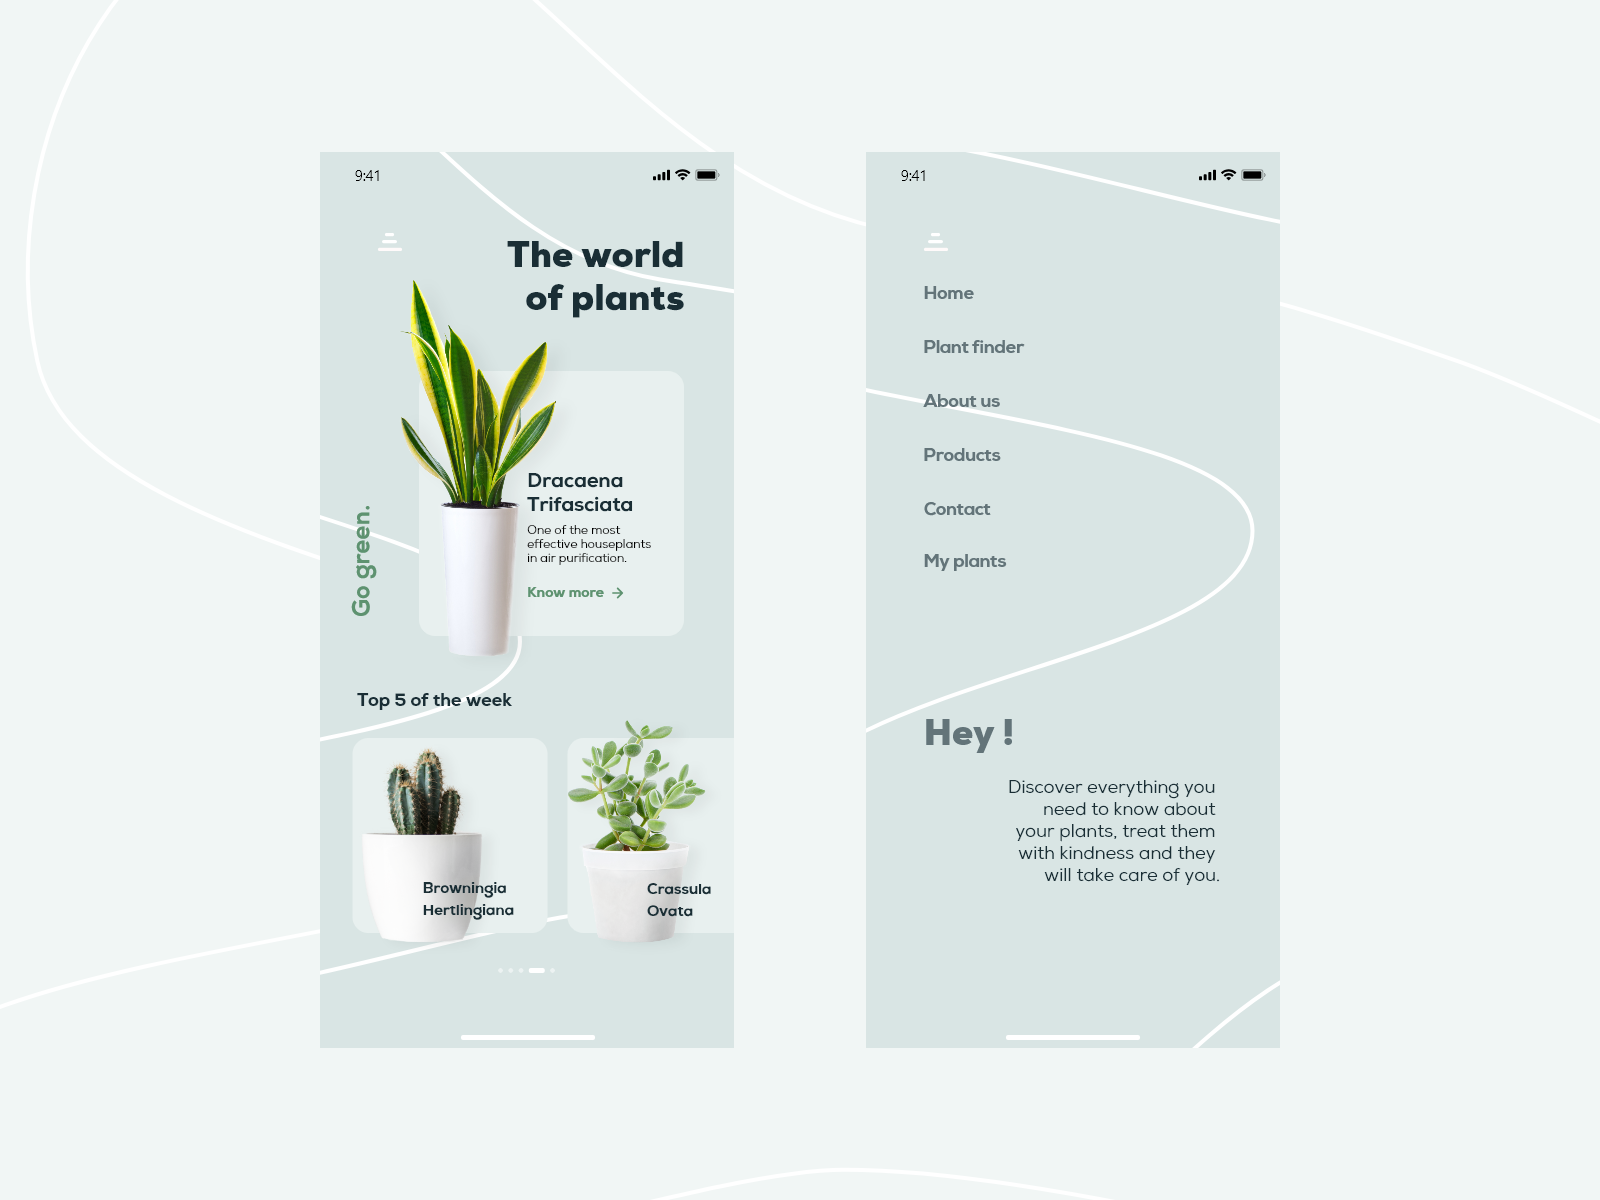 9:41
The world
of plants
Dracaena
Trifasciata
One of the most
effective houseplants
in air purification.
Know more
Go green.
Top 5 of the week
Browningia
Hertlingiana
Crassula
Ovata
9:41
Home
Plant finder
About us
Products
Contact
My plants
Hey !
Discover everything you
need to know about
your plants, treat them
with kindness and they
will take care of you.